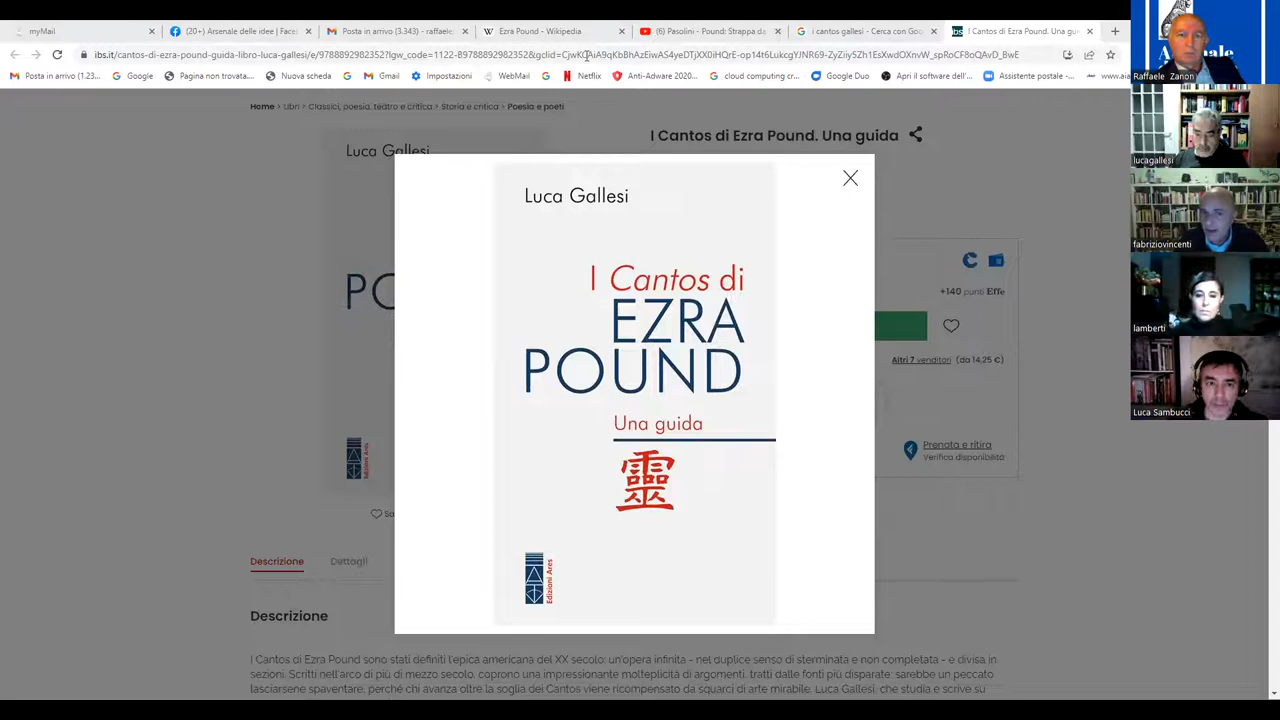 myMail
(20+) Arsenale delle idee | Faceb
Posta in arrivo (3.343) - raffaele
Ezra Pound - Wikipedia
(8) Pasolini - Pound: Strappa da
i cantos gallesi - Cerca con Goo
I Cantos di Ezra Pound. Una gui
Posta in arrivo (1.23...
Google
Pagina non trovata...
Nuova scheda
Gmail
Impostazioni
WebMail
Netflix
Anti-Adware 2020...
cloud computing cr...
Google Duo
Apri il software dell'...
Assistente postale -...
Home > Libri > Classici, poesia, teatro e critica > Storia e critica > Poesia e poeti
Luca Gallesi
I Cantos di Ezra Pound. Una guida
Luca Gallesi
I Cantos di
EZRA
POUND
Una guida
靈
Edizioni Ares
+140 punti Effe
Altri 7 venditori (da 14,25 €)
Prenota e ritira
Verifica disponibilità
Descrizione
Dettagli
Descrizione
I Cantos di Ezra Pound sono stati definiti l'epica americana del XX secolo: un'opera infinita - nel duplice senso di sterminata e non completata - e divisa in
sezioni. Scritti nell'arco di più di mezzo secolo, coprono una impressionante molteplicità di argomenti, tratti dalle fonti più disparate: sarebbe un peccato
lasciarsene spaventare, perché chi avanza oltre la soglia dei Cantos viene ricompensato da squarci di arte mirabile. Luca Gallesi, che studia e scrive su
Raffaele Zanon
lucagallesi
fabriziovincenti
lamberti
Luca Sambucci